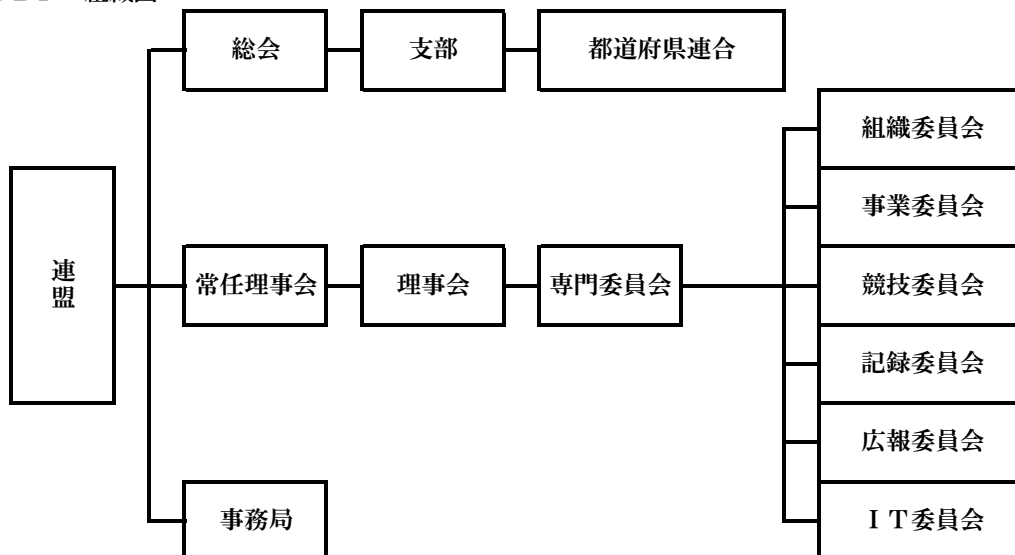 総会
支部
都道府県連合
組織委員会
事業委員会
連盟
常任理事会
理事会
専門委員会
競技委員会
記録委員会
広報委員会
事務局
ＩＴ委員会